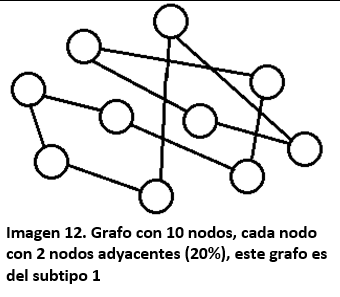 Imagen 12. Grafo con 10 nodos, cada nodo
con 2 nodos adyacentes (20%), este grafo es
del subtipo 1